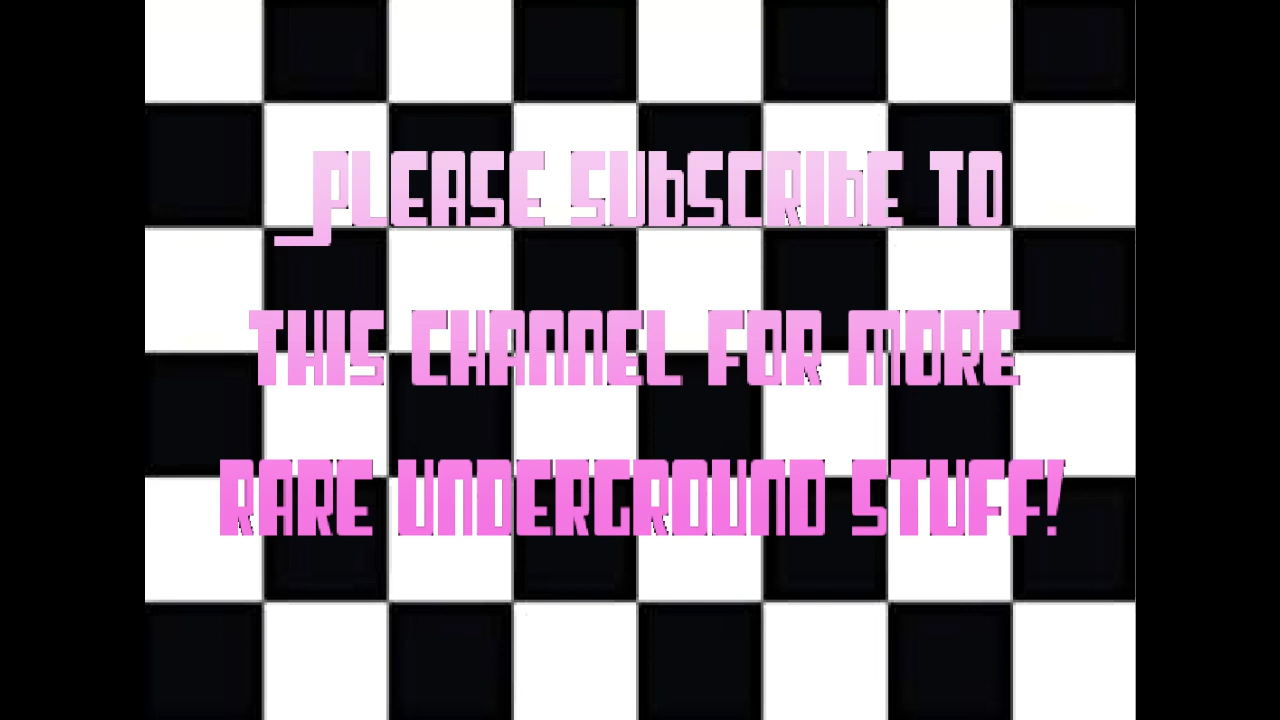 PLEASE SUBSCRIBE TO
THIS CHANNEL FOR MORE
RARE UNDERGROUND STUFF!